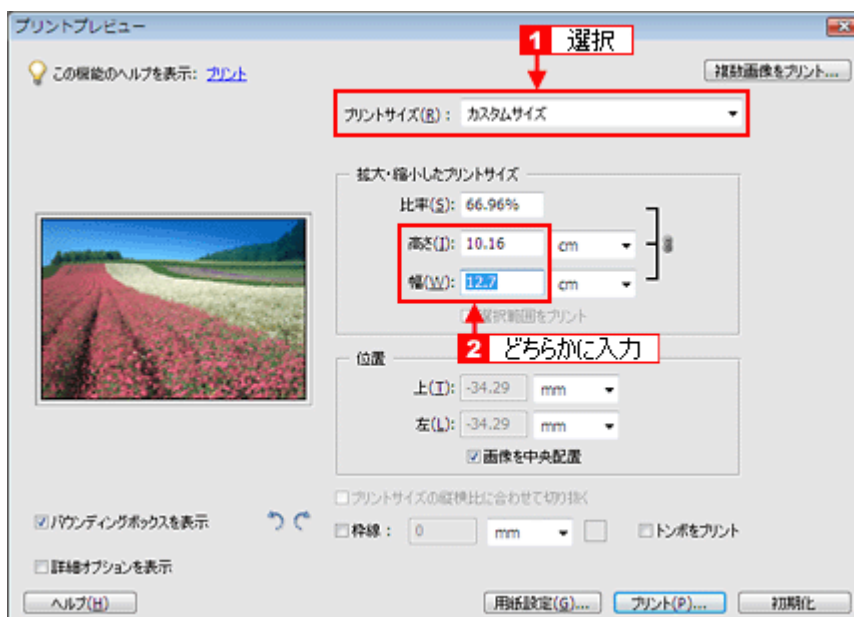 プリントプレビュー
1 選択
この機能のヘルプを表示: プリント
複数画像をプリント...
プリントサイズ(R): カスタムサイズ
拡大・縮小したプリントサイズ
比率(S): 66.96%
高さ(I): 10.16 cm
幅(W): 12.7 cm
選択範囲をプリント
2 どちらかに入力
位置
上(T): -34.29 mm
左(L): -34.29 mm
画像を中央配置
プリントサイズの縦横比に合わせて切り抜く
バウンディングボックスを表示
枠線: 0 mm
トンボをプリント
詳細オプションを表示
ヘルプ(H)
用紙設定(G)...
プリント(P)...
初期化